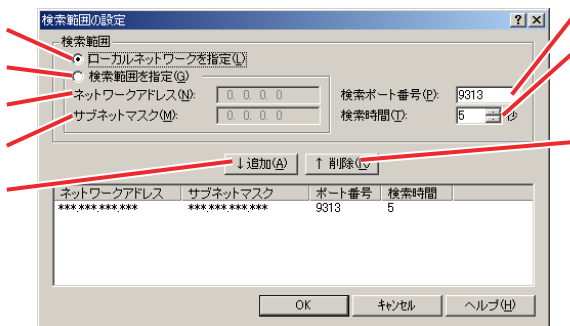 検索範囲の設定
検索範囲
ローカルネットワークを指定(L)
検索範囲を指定(G)
ネットワークアドレス(N): 0. 0. 0. 0 検索ポート番号(P): 9313
サブネットマスク(M): 0. 0. 0. 0 検索時間(T): 5 秒
↓追加(A) ↑削除(V)
ネットワークアドレス サブネットマスク ポート番号 検索時間
***.***.***.*** ***.***.***.*** 9313 5
OK キャンセル ヘルプ(H)